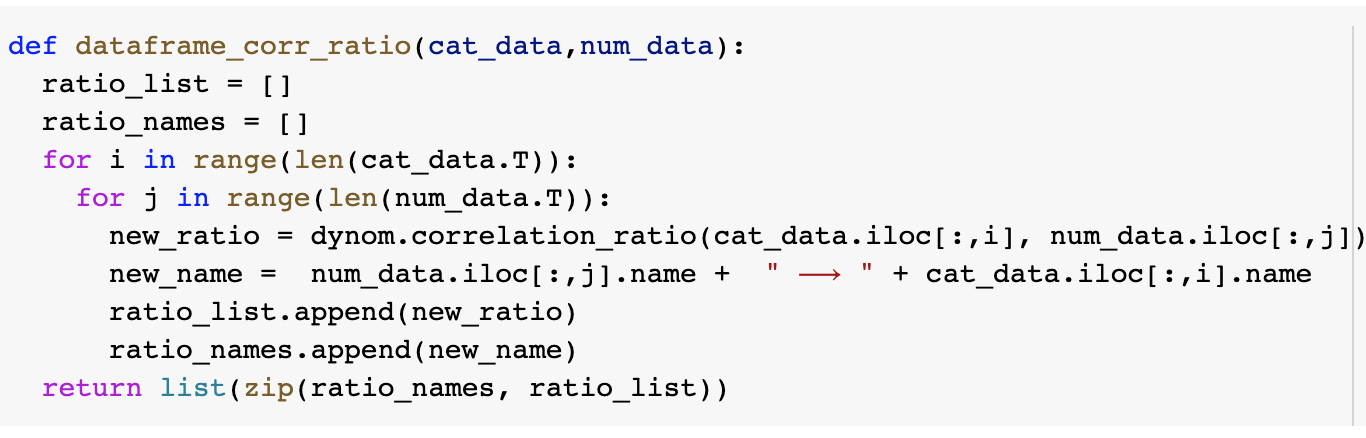 def dataframe_corr_ratio(cat_data,num_data):
  ratio_list = []
  ratio_names = []
  for i in range(len(cat_data.T)):
    for j in range(len(num_data.T)):
      new_ratio = dynom.correlation_ratio(cat_data.iloc[:,i], num_data.iloc[:,j])
      new_name =  num_data.iloc[:,j].name +  " ⟶ " + cat_data.iloc[:,i].name
      ratio_list.append(new_ratio)
      ratio_names.append(new_name)
  return list(zip(ratio_names, ratio_list))